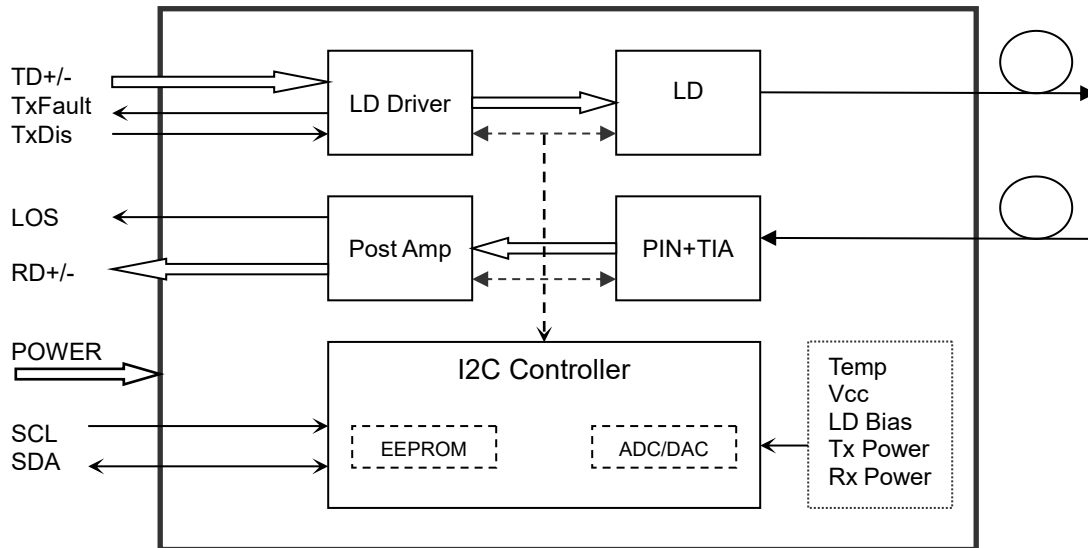 TD+/-
TxFault
TxDis
LD Driver
LD
LOS
RD+/-
Post Amp
PIN+TIA
POWER
SCL
SDA
I2C Controller
EEPROM
ADC/DAC
Temp
Vcc
LD Bias
Tx Power
Rx Power